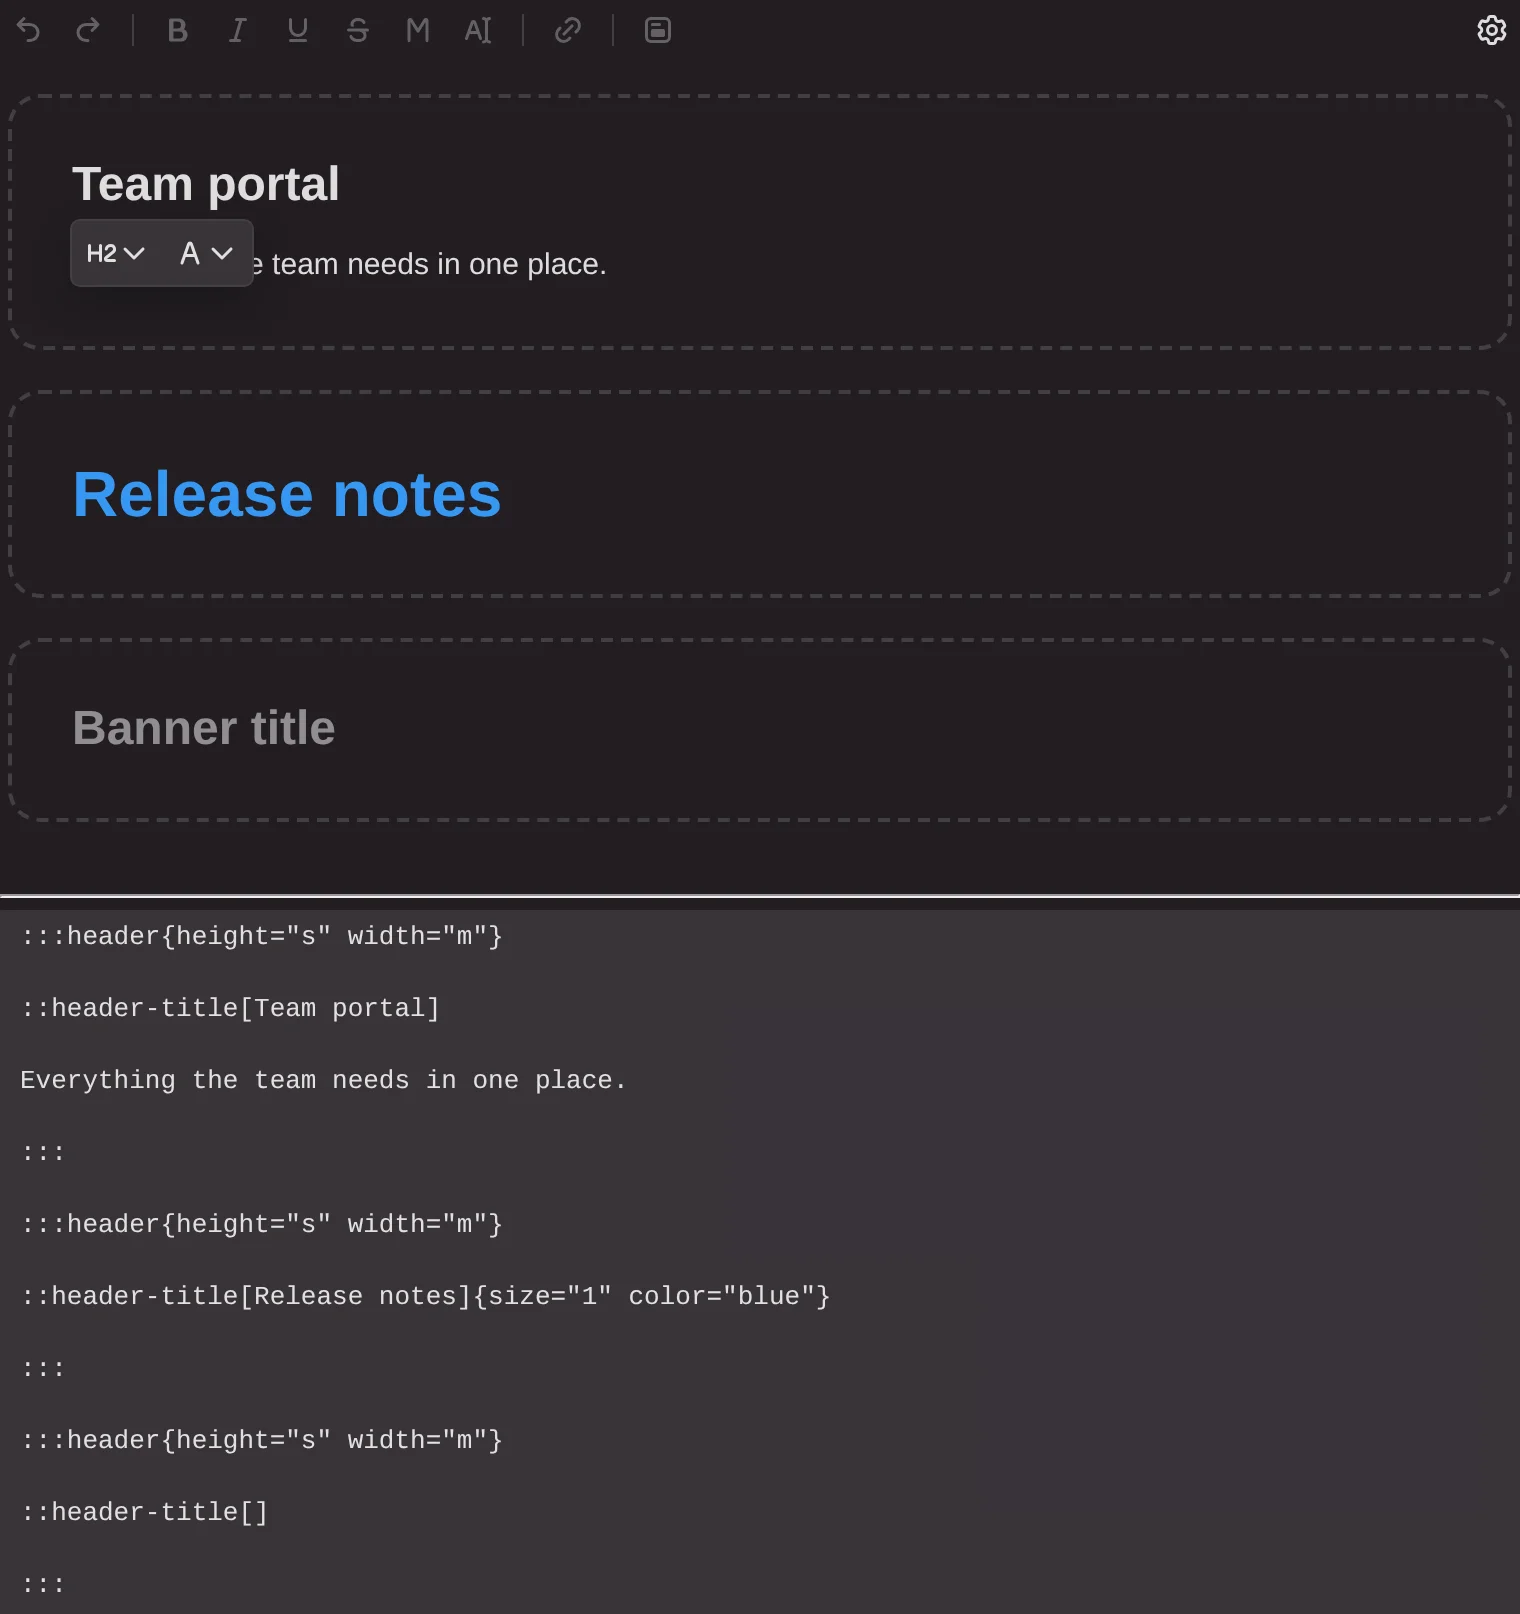 B I U S M A
Team portal
H2 A
e team needs in one place.
Release notes
Banner title
:::header{height="s" width="m"}
::header-title[Team portal]
Everything the team needs in one place.
:::
:::header{height="s" width="m"}
::header-title[Release notes]{size="1" color="blue"}
:::
:::header{height="s" width="m"}
::header-title[]
:::